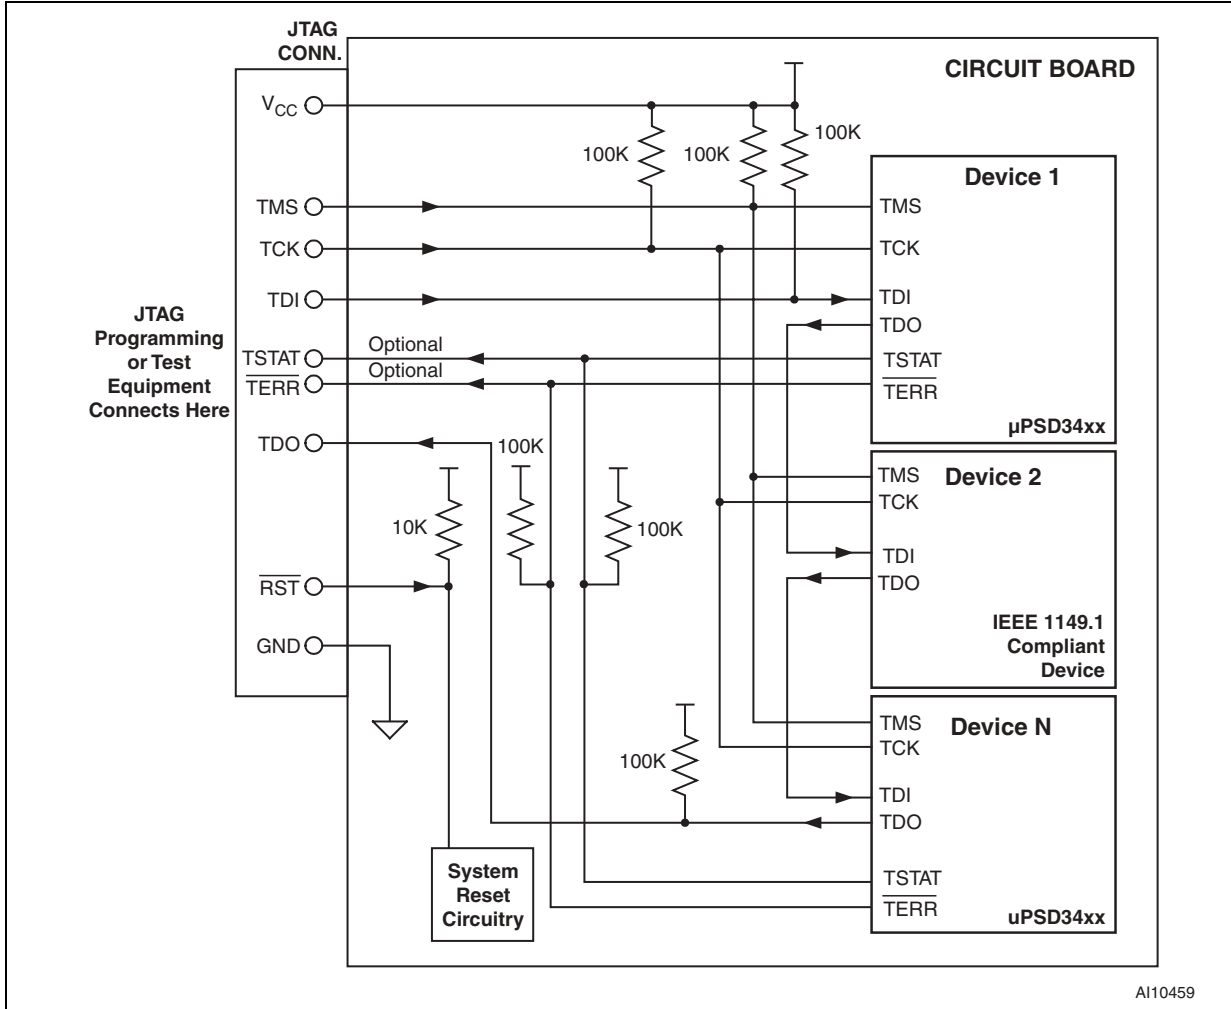 JTAG
CONN.
CIRCUIT BOARD
VCC
100K
100K
100K
Device 1
TMS
TMS
TCK
TCK
TDI
TDI
TDO
JTAG
Programming
or Test
Equipment
Connects Here
TSTAT
Optional
TSTAT
TERR
Optional
TERR
µPSD34xx
TDO
100K
10K
100K
TMS
Device 2
TCK
TDI
TDO
RST
IEEE 1149.1
Compliant
Device
GND
TMS
Device N
TCK
100K
TDI
TDO
System
Reset
Circuitry
TSTAT
TERR
uPSD34xx
AI10459